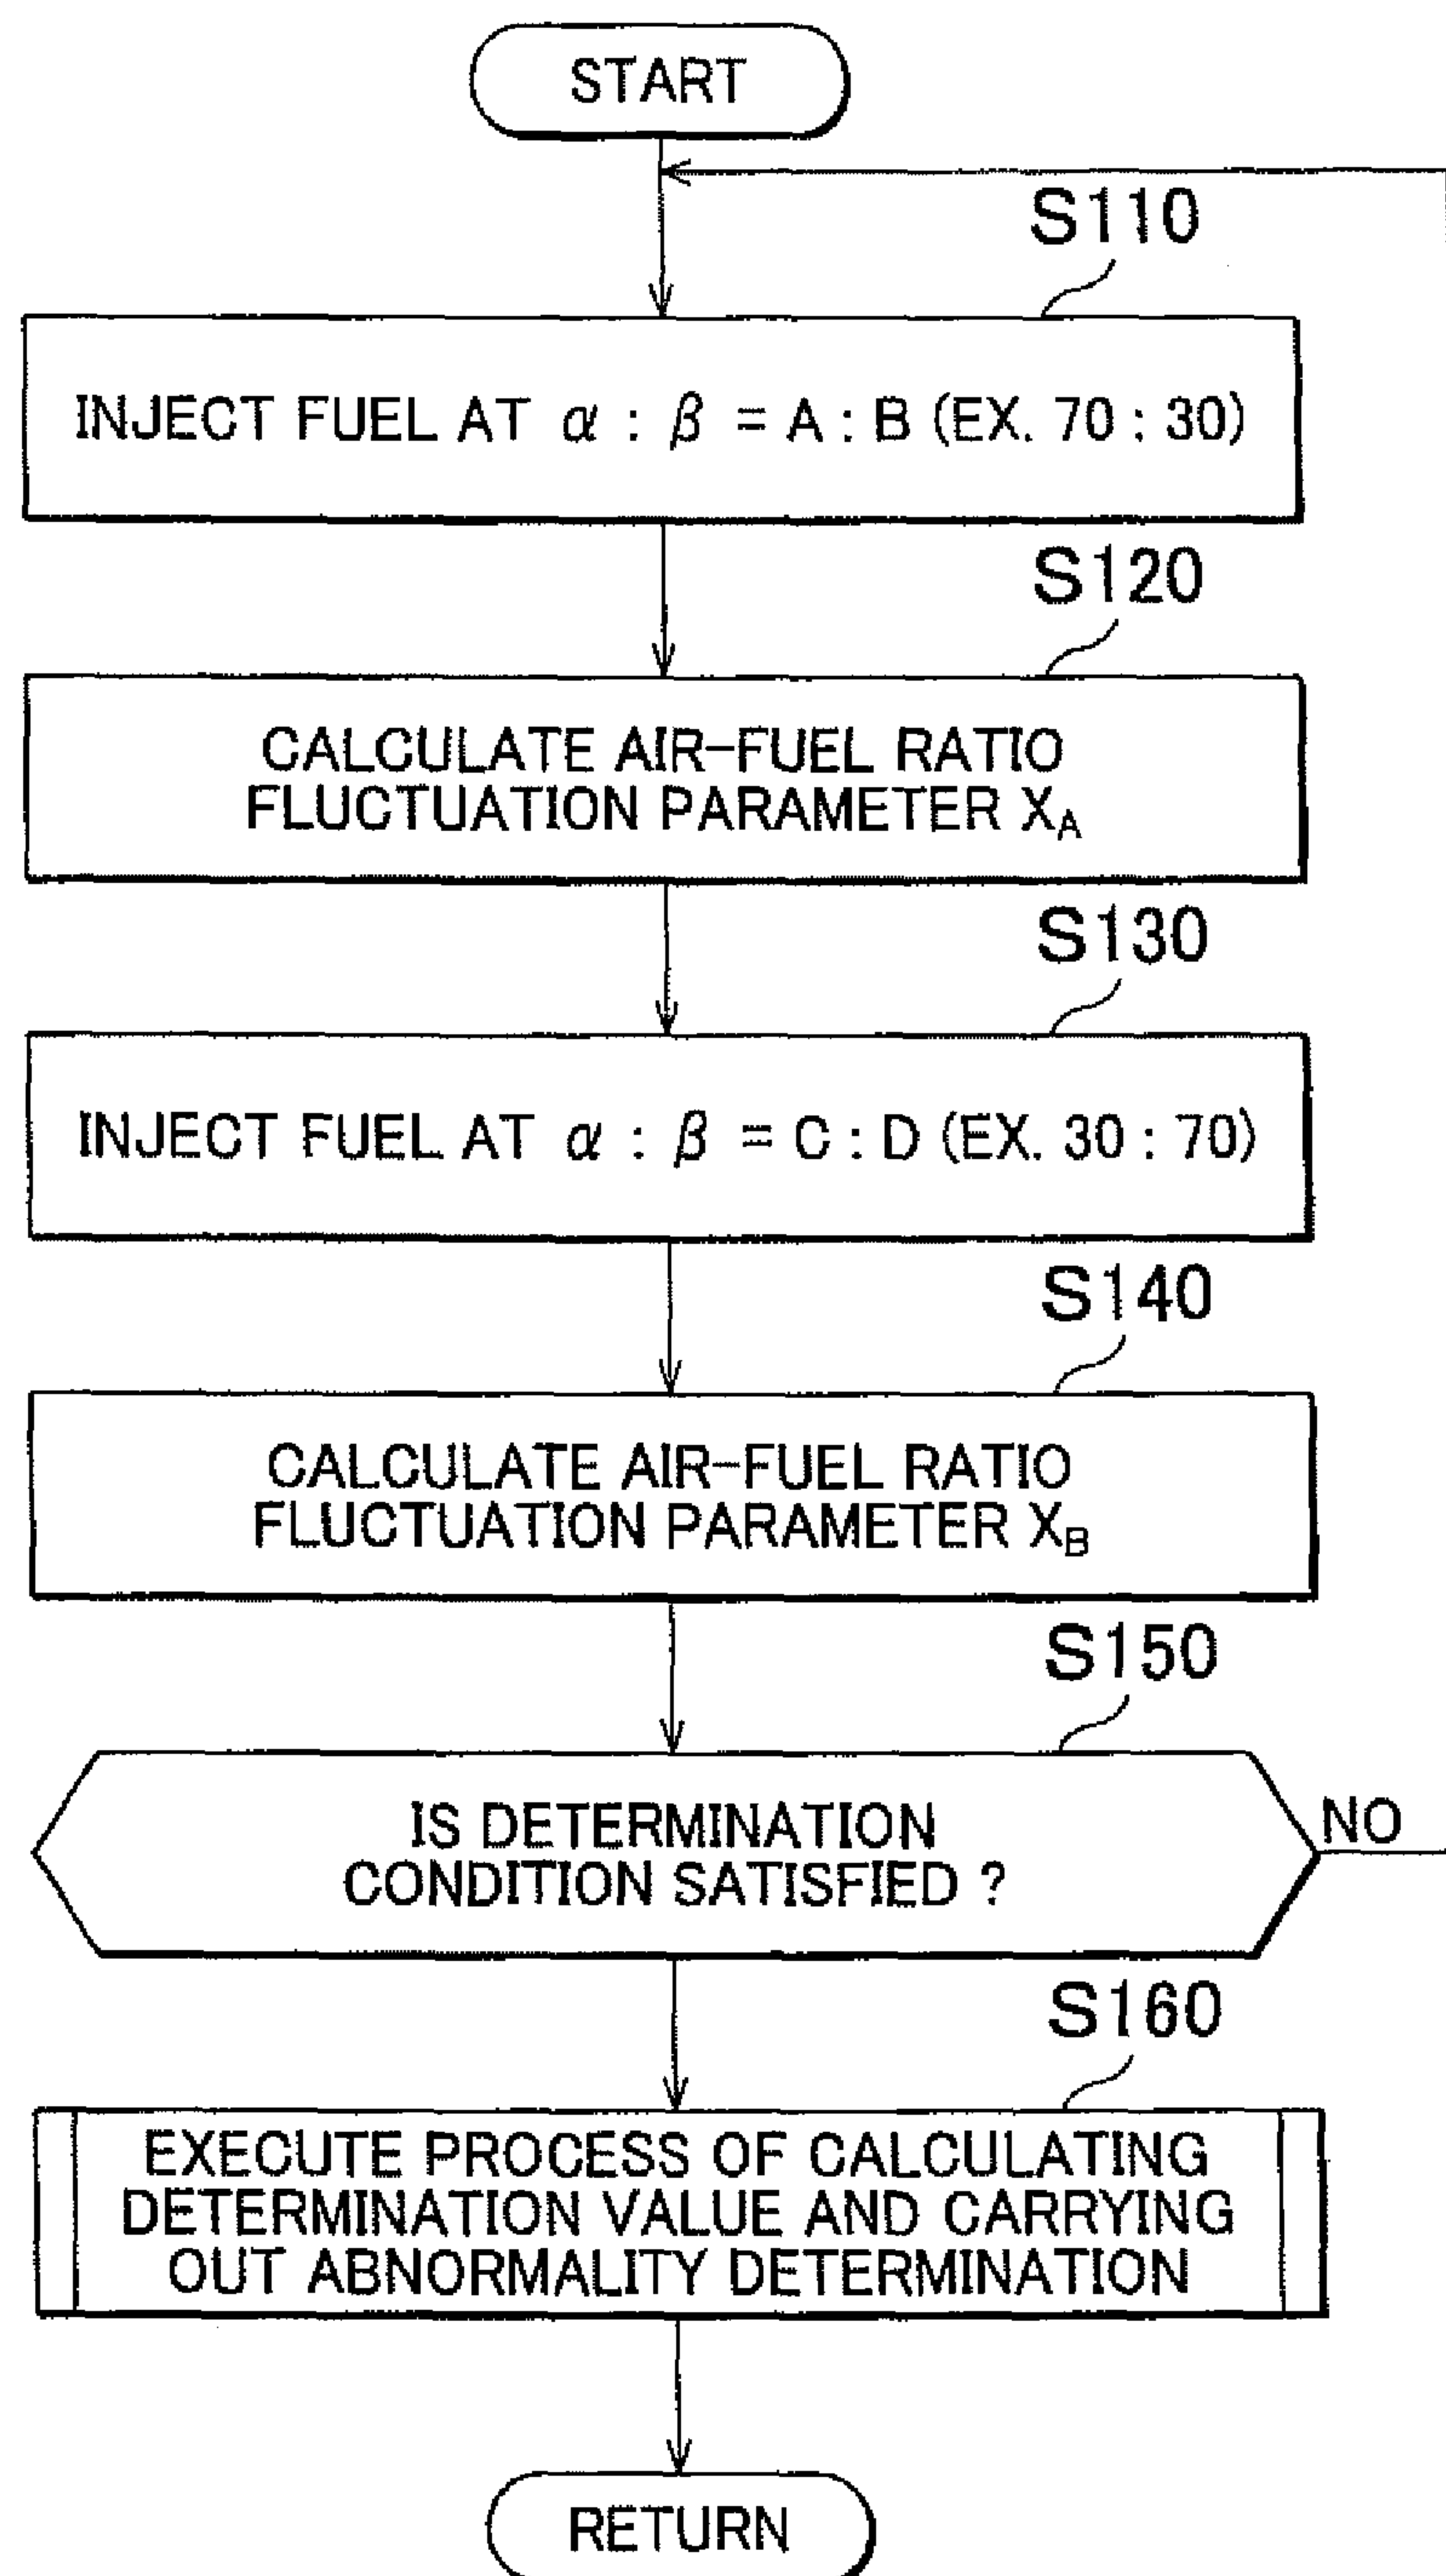 START
S110
INJECT FUEL AT α : β = A : B (EX. 70 : 30)
S120
CALCULATE AIR-FUEL RATIO
FLUCTUATION PARAMETER XA
S130
INJECT FUEL AT α : β = C : D (EX. 30 : 70)
S140
CALCULATE AIR-FUEL RATIO
FLUCTUATION PARAMETER XB
S150
IS DETERMINATION
CONDITION SATISFIED ?
NO
S160
EXECUTE PROCESS OF CALCULATING
DETERMINATION VALUE AND CARRYING
OUT ABNORMALITY DETERMINATION
RETURN